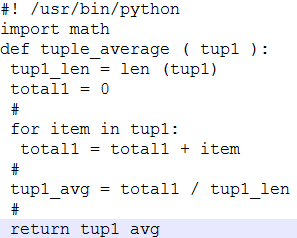 #! /usr/bin/python
import math
def tuple_average ( tup1 ):
 tup1_len = len (tup1)
 total1 = 0
 #
 for item in tup1:
  total1 = total1 + item
 #
 tup1_avg = total1 / tup1_len
 #
 return tup1 avg